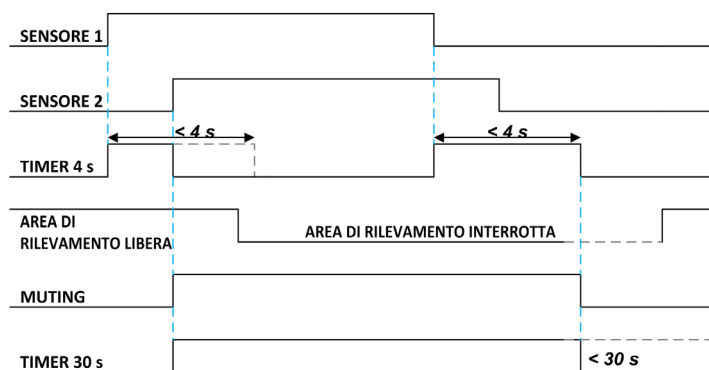 SENSORE 1
SENSORE 2
< 4 s
< 4 s
TIMER 4 s
AREA DI
RILEVAMENTO LIBERA
AREA DI RILEVAMENTO INTERROTTA
MUTING
TIMER 30 s
< 30 s